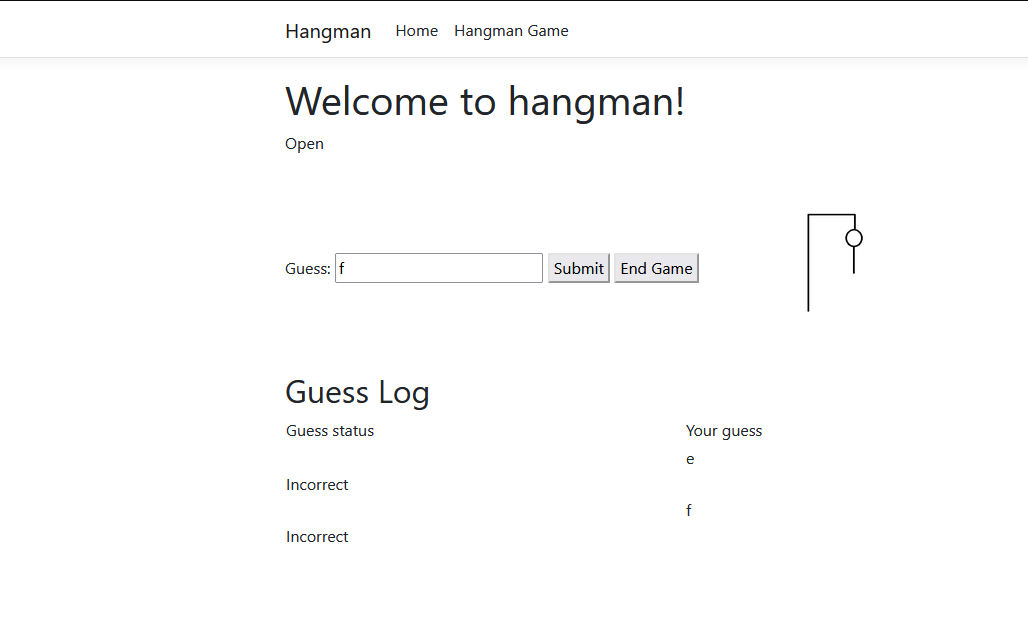 Hangman Home Hangman Game
Welcome to hangman!
Open
Guess: f Submit End Game
Guess Log
Guess status Your guess
e
Incorrect
f
Incorrect